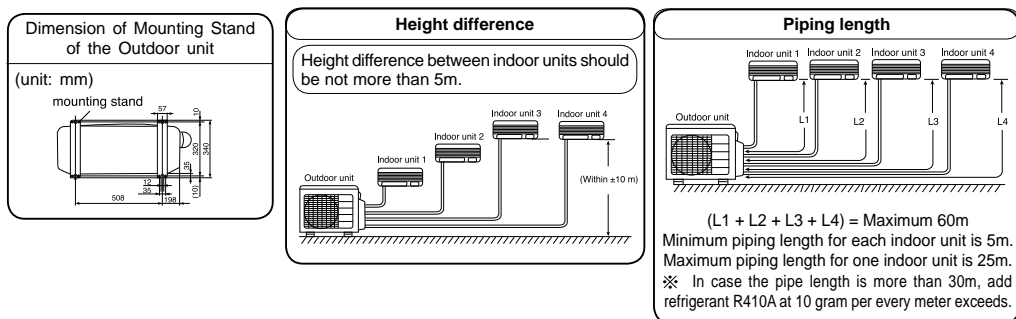 Dimension of Mounting Stand
of the Outdoor unit
(unit: mm)
mounting stand
57
10
320
340
35
12
35
(10)
508
198
Height difference
Height difference between indoor units should
be not more than 5m.
Indoor unit 3
Indoor unit 4
Indoor unit 2
Indoor unit 1
Outdoor unit
(Within ±10 m)
Piping length
Indoor unit 1
Indoor unit 2
Indoor unit 3
Indoor unit 4
Outdoor unit
L1
L2
L3
L4
(L1 + L2 + L3 + L4) = Maximum 60m
Minimum piping length for each indoor unit is 5m.
Maximum piping length for one indoor unit is 25m.
※ In case the pipe length is more than 30m, add
refrigerant R410A at 10 gram per every meter exceeds.